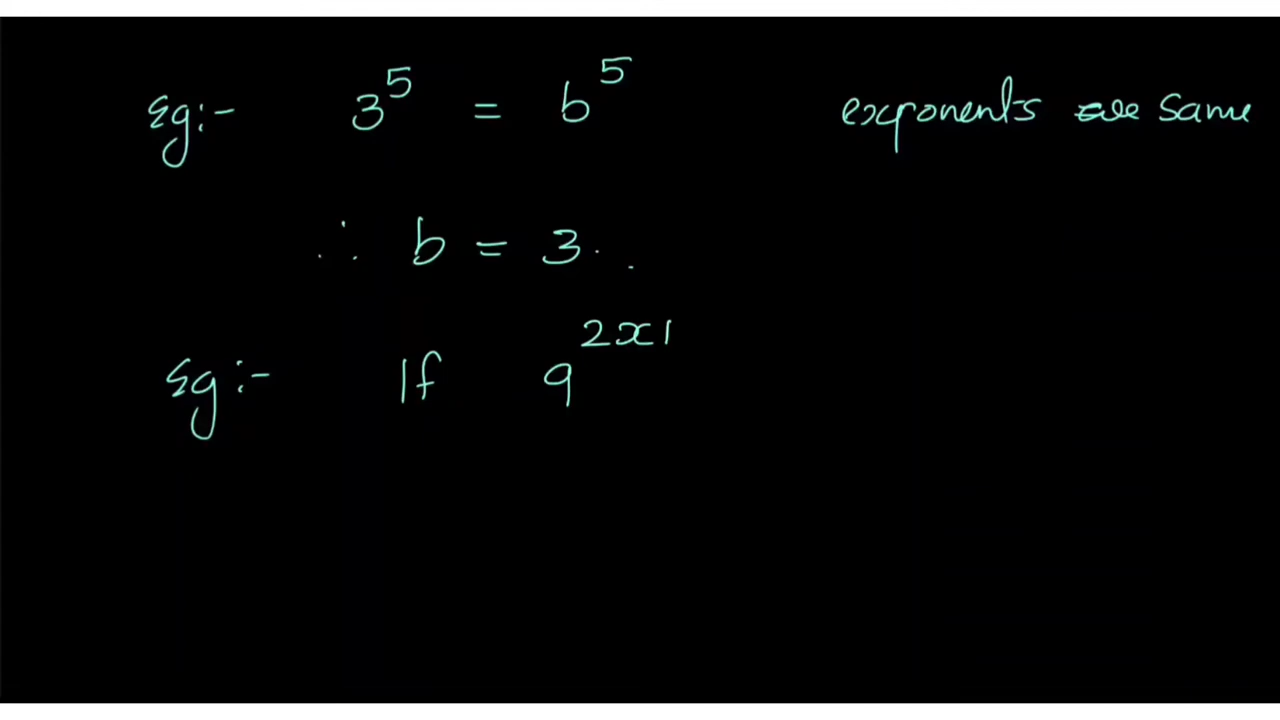 Eg:- 3^5 = b^5 exponents are same
∴ b = 3.
Eg:- If 9^2x1